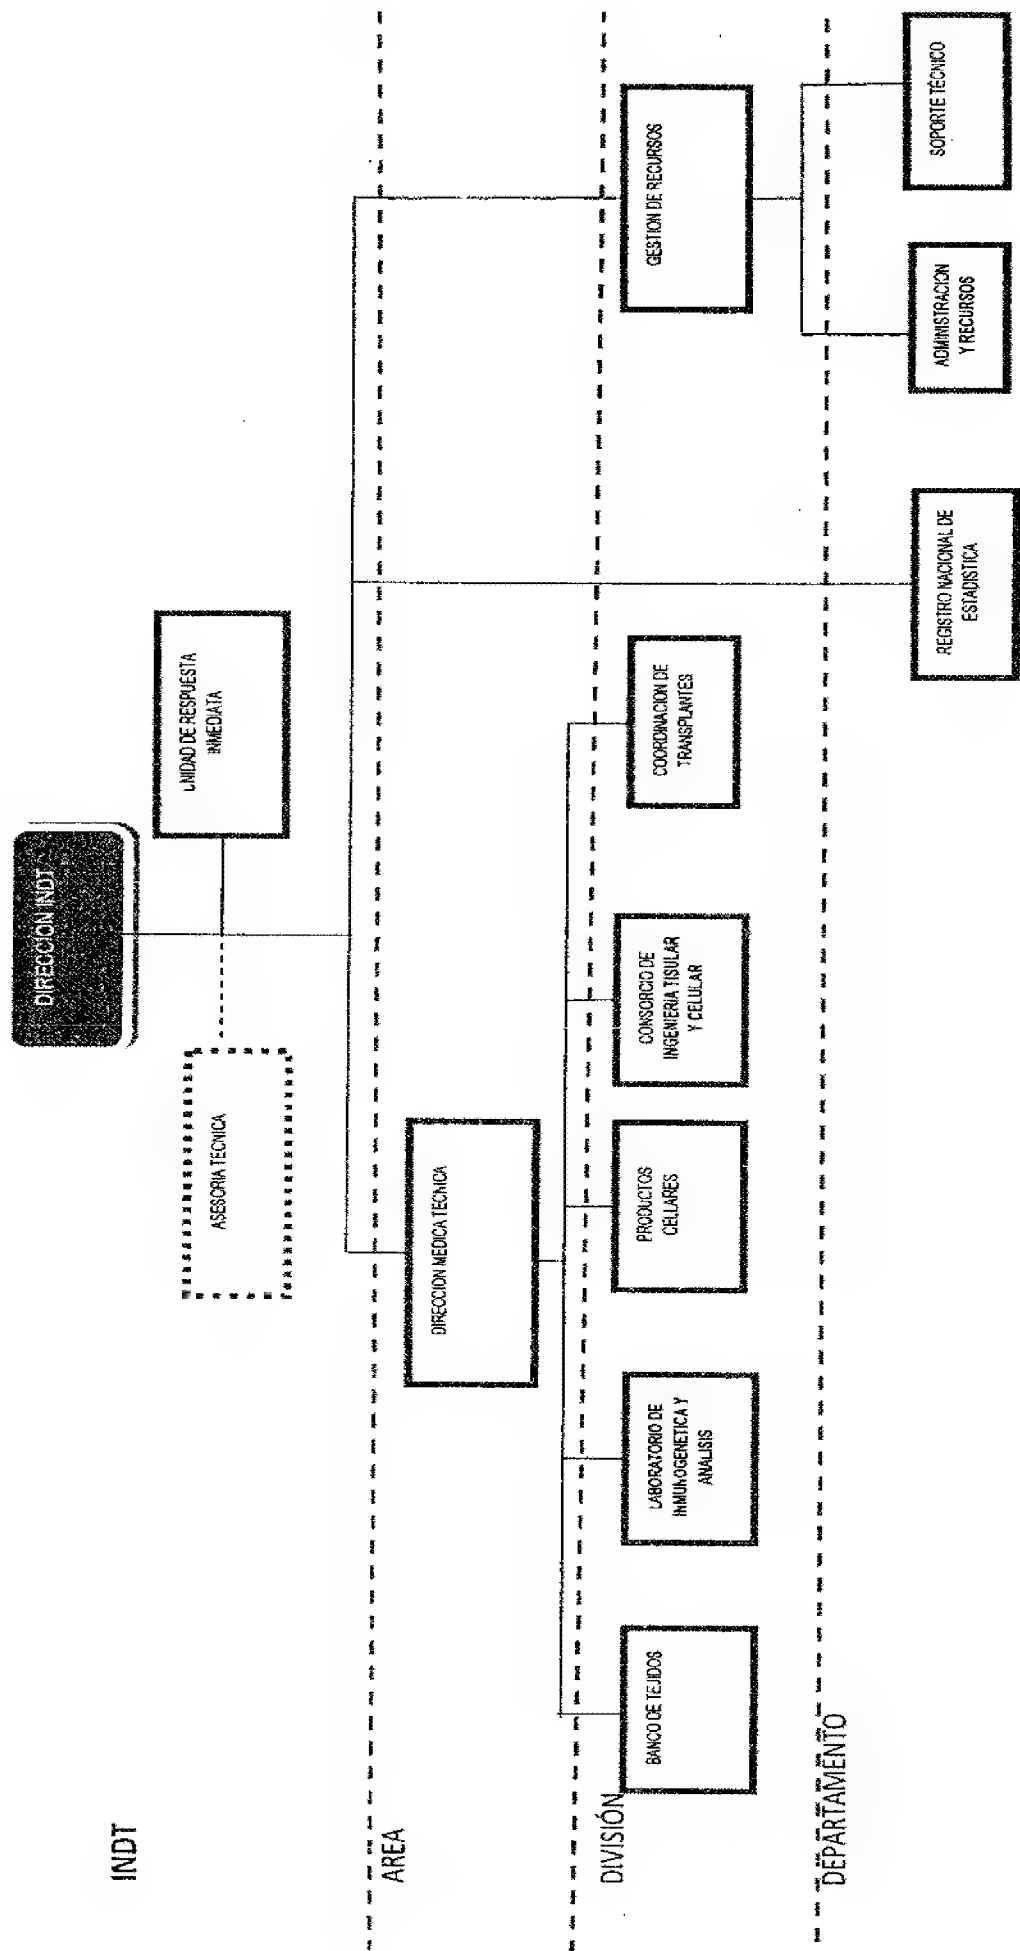 INDT
DIRECCION INDT
ASESORIA TECNICA
UNIDAD DE RESPUESTA
INMEDIATA
AREA
DIRECCION MEDICA TECNICA
DIVISIÓN
BANCO DE TEJIDOS
LABORATORIO DE
INMUNOGENETICA Y
ANALISIS
PRODUCTOS
CELLARES
CONSORCIO DE
INGENIERIA TISULAR
Y CELULAR
COORDINACION DE
TRANSPLANTES
GESTION DE RECURSOS
DEPARTAMENTO
REGISTRO NACIONAL DE
ESTADISTICA
ADMINISTRACION
Y RECURSOS
SOPORTE TÉCNICO